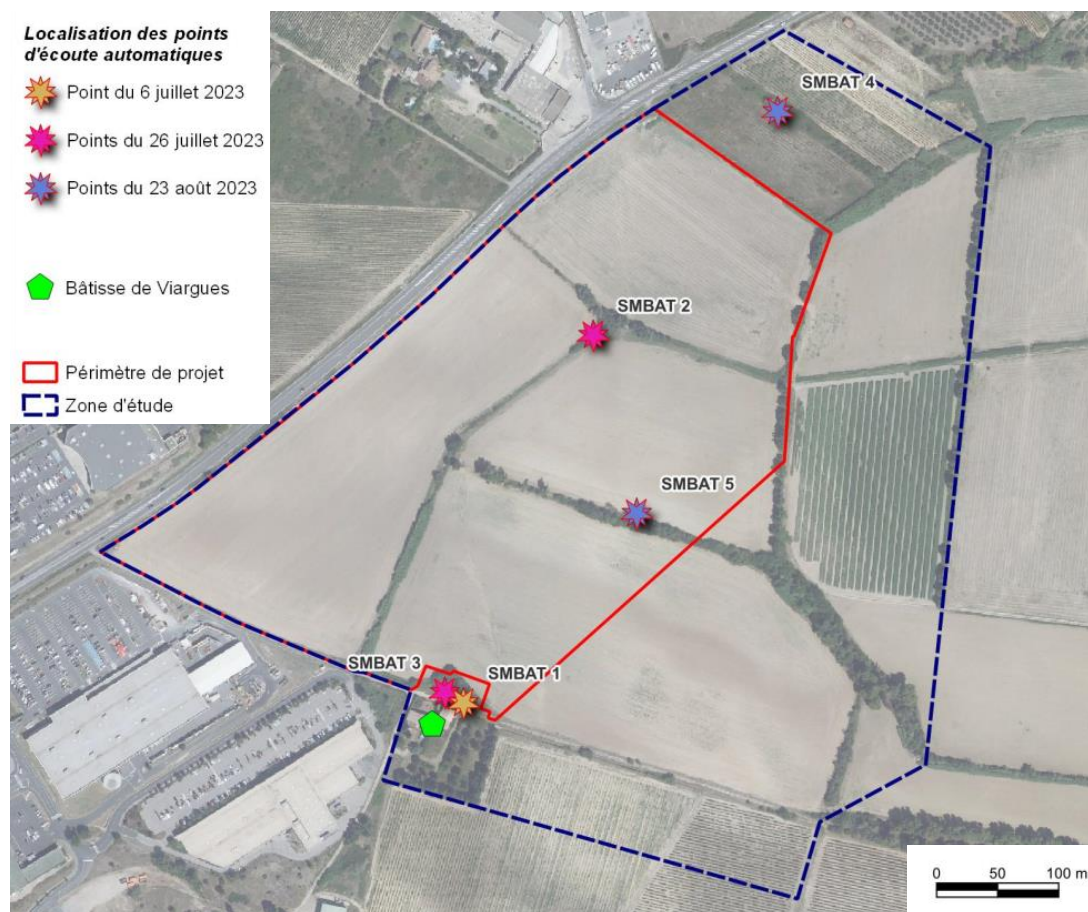 Localisation des points
d'écoute automatiques
Point du 6 juillet 2023
Points du 26 juillet 2023
Points du 23 août 2023
Bâtisse de Viargues
Périmètre de projet
Zone d'étude
SMBAT 4
SMBAT 2
SMBAT 5
SMBAT 3
SMBAT 1
0 50 100 m